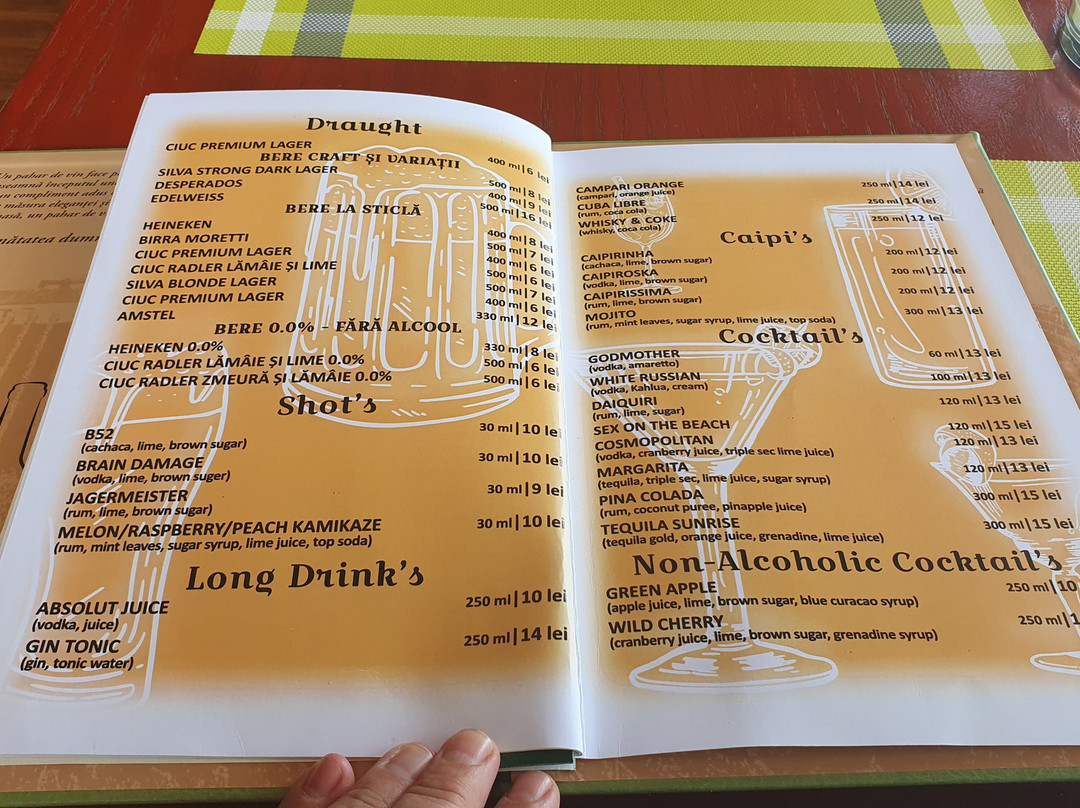 Un pahar de vin face p
mătatea dumi
Draught
CIUC PREMIUM LAGER 400 ml|6 lei
BERE CRAFT ȘI VARIAȚII
SILVA STRONG DARK LAGER 500 ml|8 lei
DESPERADOS 400 ml|9 lei
EDELWEISS 500 ml|16 lei
BERE LA STICLĂ
HEINEKEN 400 ml|8 lei
BIRRA MORETTI 500 ml|7 lei
CIUC PREMIUM LAGER 400 ml|6 lei
CIUC RADLER LĂMÂIE ȘI LIME 500 ml|6 lei
SILVA BLONDE LAGER 500 ml|7 lei
CIUC PREMIUM LAGER 400 ml|6 lei
AMSTEL 330 ml|12 lei
BERE 0.0% - FĂRĂ ALCOOL
HEINEKEN 0.0% 330 ml|8 lei
CIUC RADLER LĂMÂIE ȘI LIME 0.0% 500 ml|6 lei
CIUC RADLER ZMEURĂ ȘI LĂMÂIE 0.0% 500 ml|6 lei
Shot's
B52 30 ml|10 lei
(cachaca, lime, brown sugar)
BRAIN DAMAGE 30 ml|10 lei
(vodka, lime, brown suger)
JAGERMEISTER 30 ml|9 lei
(rum, lime, brown sugar)
MELON/RASPBERRY/PEACH KAMIKAZE 30 ml|10 lei
(rum, mint leaves, sugar syrup, lime juice, top soda)
Long Drink's
ABSOLUT JUICE 250 ml|10 lei
(vodka, juice)
GIN TONIC 250 ml|14 lei
(gin, tonic water)
CAMPARI ORANGE 250 ml|14 lei
(campari, orange juice)
CUBA LIBRE 250 ml|14 lei
(rum, coca cola)
WHISKY & COKE 250 ml|12 lei
(whisky, coca cola)
Caipi's
CAIPIRINHA 200 ml|12 lei
(cachaca, lime, brown sugar)
CAIPIROSKA 200 ml|12 lei
(vodka, lime, brown sugar)
CAIPIRISSIMA 200 ml|12 lei
(rum, lime, brown sugar)
MOJITO 300 ml|13 lei
(rum, mint leaves, sugar syrup, lime juice, top soda)
Cocktail's
GODMOTHER 60 ml|13 lei
(vodka, amaretto)
WHITE RUSSIAN 100 ml|13 lei
(vodka, Kahlua, cream)
DAIQUIRI 120 ml|13 lei
(rum, lime, sugar)
SEX ON THE BEACH 120 ml|15 lei
COSMOPOLITAN 120 ml|13 lei
(vodka, cranberry juice, triple sec lime juice)
MARGARITA 120 ml|13 lei
(tequila, triple sec, lime juice, sugar syrup)
PINA COLADA 300 ml|15 lei
(rum, coconut puree, pinapple juice)
TEQUILA SUNRISE 300 ml|15 lei
(tequila gold, orange juice, grenadine, lime juice)
Non-Alcoholic Cocktail's
GREEN APPLE 250 ml|10
(apple juice, lime, brown sugar, blue curacao syrup)
WILD CHERRY 250 ml|1
(cranberry juice, lime, brown sugar, grenadine syrup)